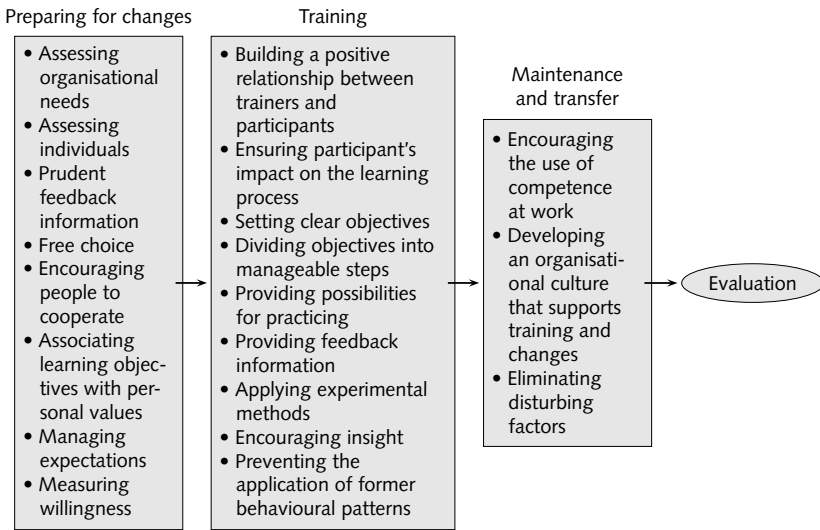 Preparing for changes
• Assessing
organisational
needs
• Assessing
individuals
• Prudent
feedback
information
• Free choice
• Encouraging
people to
cooperate
• Associating
learning objec-
tives with per-
sonal values
• Managing
expectations
• Measuring
willingness
Training
• Building a positive
relationship between
trainers and
participants
• Ensuring participant's
impact on the learning
process
• Setting clear objectives
• Dividing objectives into
manageable steps
• Providing possibilities
for practicing
• Providing feedback
information
• Applying experimental
methods
• Encouraging insight
• Preventing the
application of former
behavioural patterns
Maintenance
and transfer
• Encouraging
the use of
competence
at work
• Developing
an organisati-
onal culture
that supports
training and
changes
• Eliminating
disturbing
factors
Evaluation